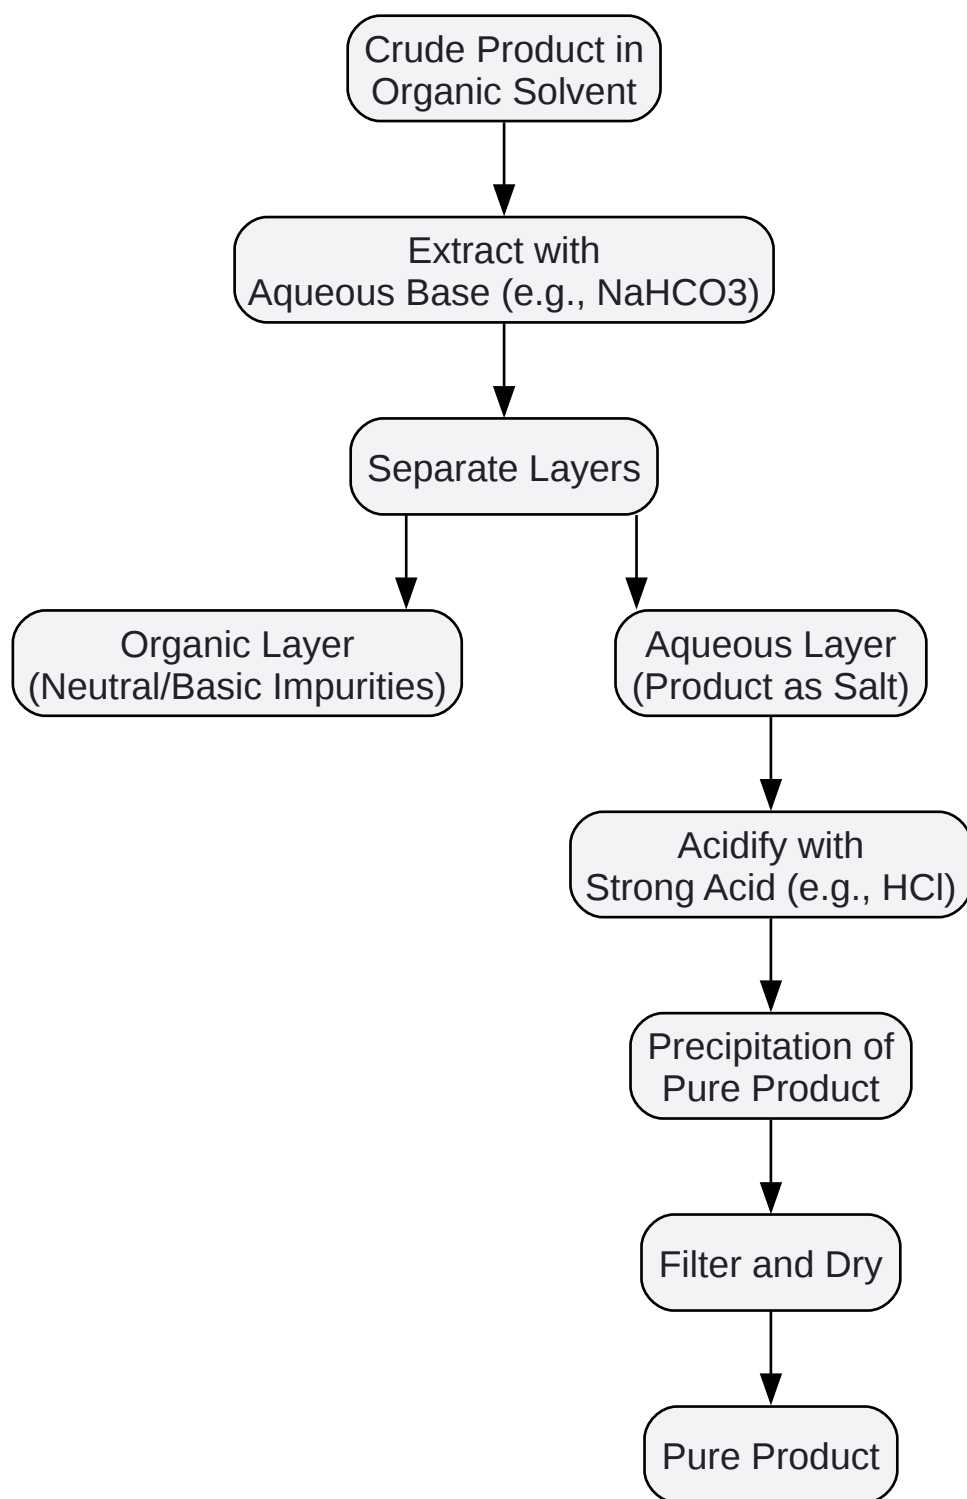 Crude Product in
Organic Solvent
Extract with
Aqueous Base (e.g., NaHCO3)
Separate Layers
Organic Layer
(Neutral/Basic Impurities)
Aqueous Layer
(Product as Salt)
Acidify with
Strong Acid (e.g., HCl)
Precipitation of
Pure Product
Filter and Dry
Pure Product